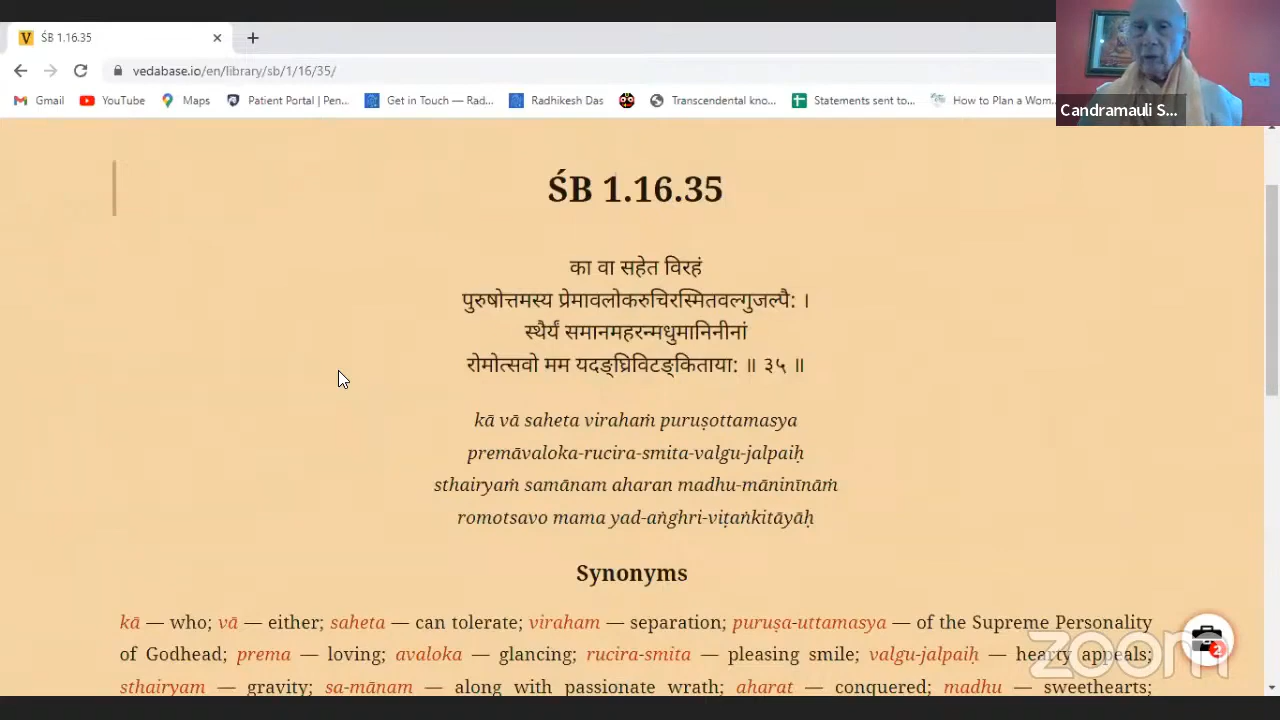 ŚB 1.16.35
vedabase.io/en/library/sb/1/16/35/
Gmail YouTube Maps Patient Portal | Pen... Get in Touch — Rad... Radhikesh Das Transcendental kno... Statements sent to... How to Plan a Wom...
Candramauli S...
ŚB 1.16.35
का वा सहेत विरहं
पुरुषोत्तमस्य प्रेमावलोकरुचिरस्मितवल्गुजल्पै: ।
स्थैर्यं समानमहरन्मधुमानिनीनां
रोमोत्सवो मम यदङ्‍‍घ्रिविटङ्किताया: ॥ ३५ ॥
kā vā saheta virahaṁ puruṣottamasya
premāvaloka-rucira-smita-valgu-jalpaiḥ
sthairyaṁ samānam aharan madhu-māninīnāṁ
romotsavo mama yad-aṅghri-viṭaṅkitāyāḥ
Synonyms
kā — who; vā — either; saheta — can tolerate; viraham — separation; puruṣa-uttamasya — of the Supreme Personality
of Godhead; prema — loving; avaloka — glancing; rucira-smita — pleasing smile; valgu-jalpaiḥ — hearty appeals;
sthairyam — gravity; sa-mānam — along with passionate wrath; aharat — conquered; madhu — sweethearts;
2
zoom